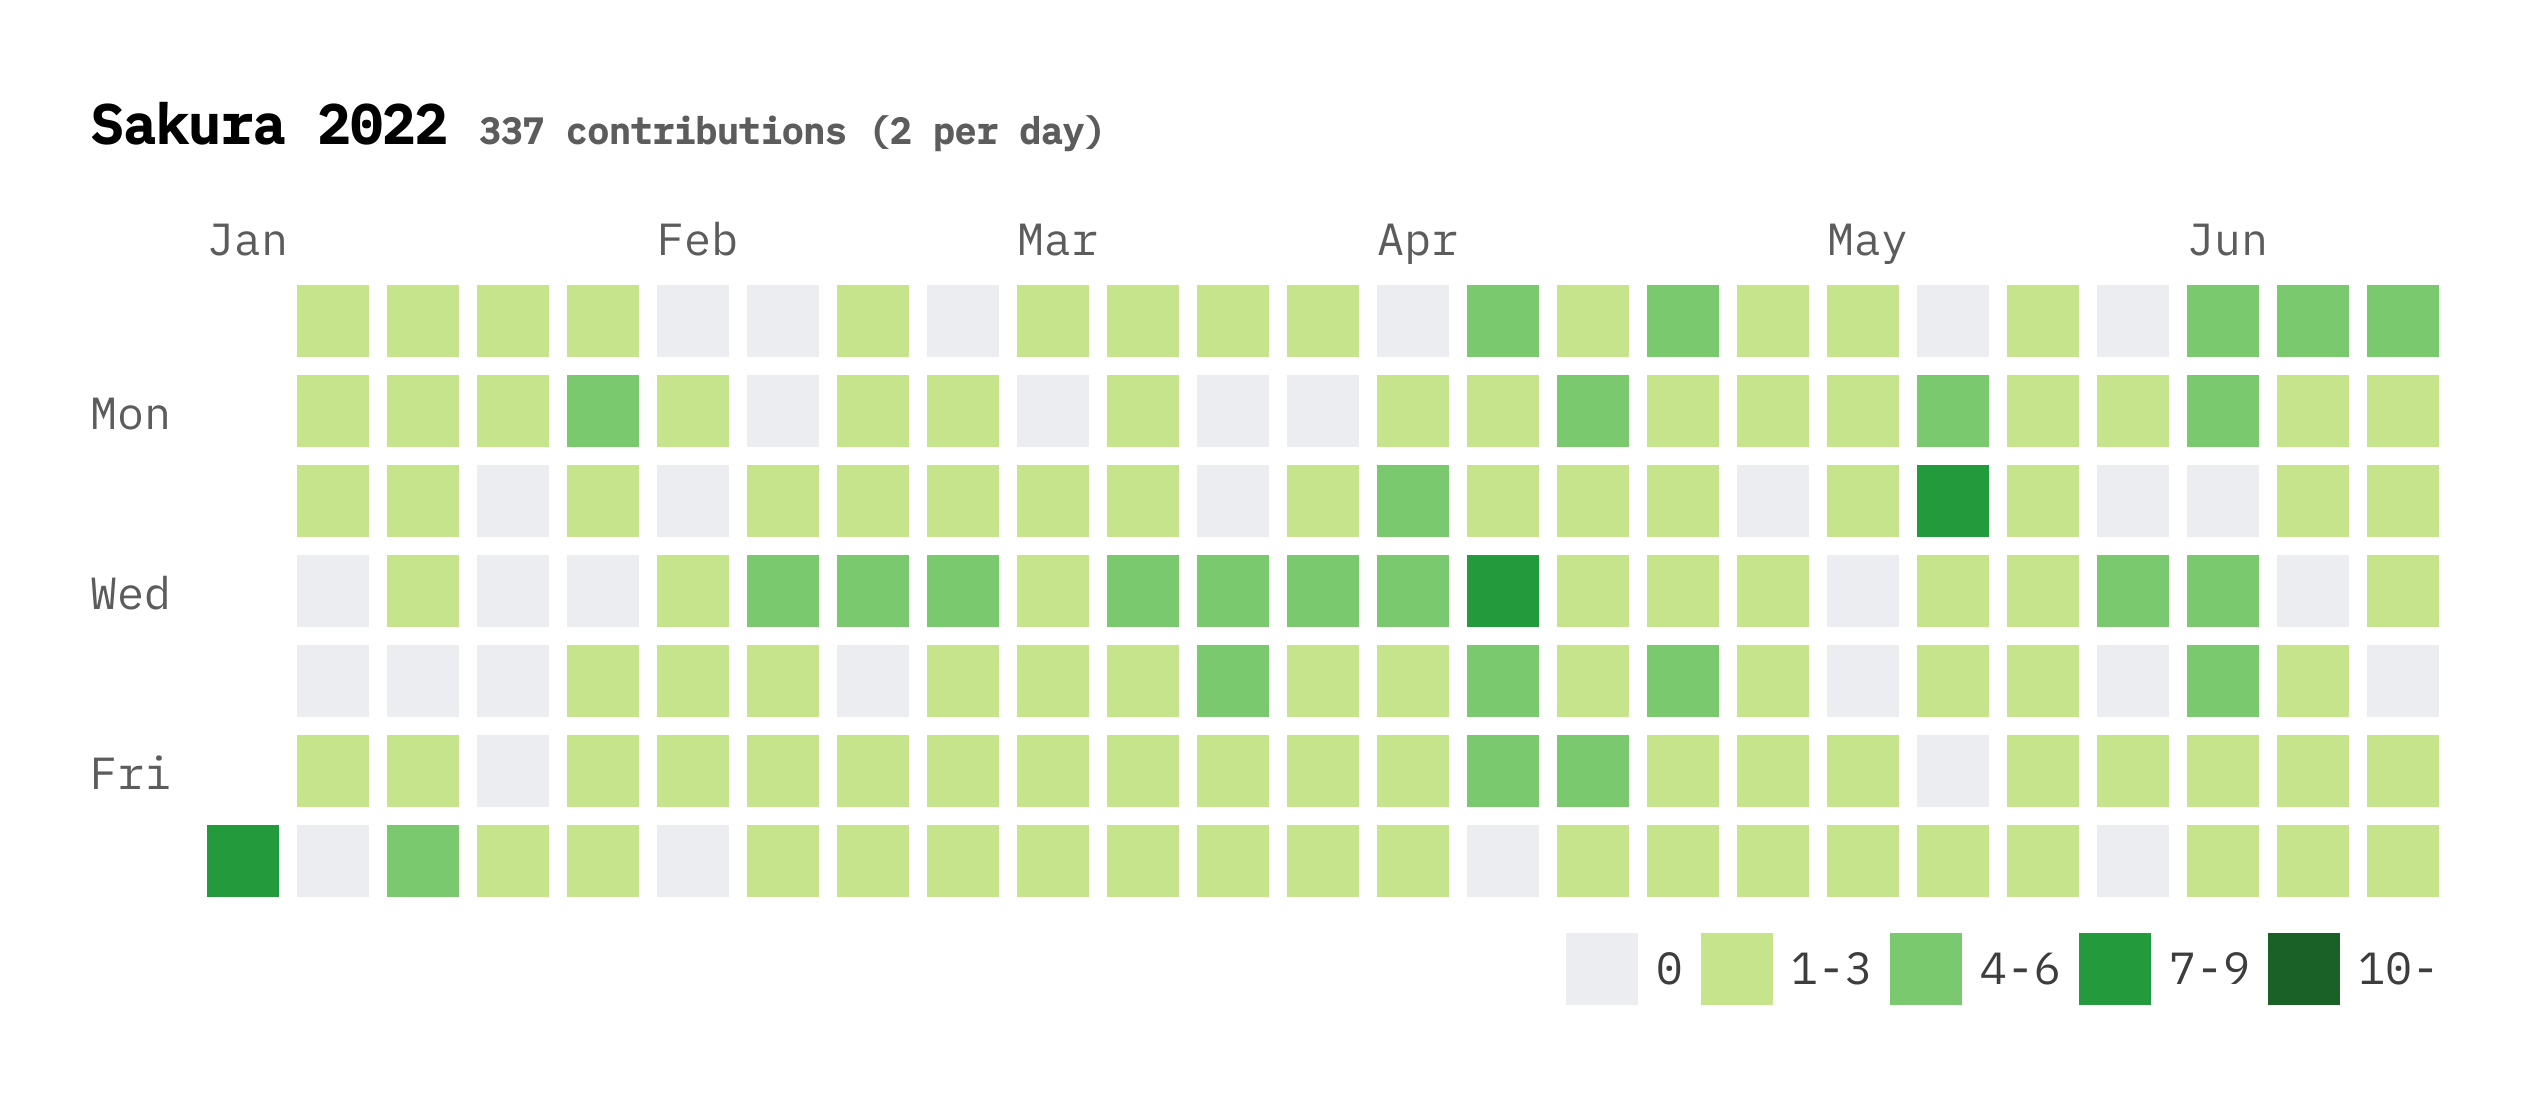 Sakura 2022 337 contributions (2 per day)
Jan Feb Mar Apr May Jun
Mon
Wed
Fri
0 1-3 4-6 7-9 10-